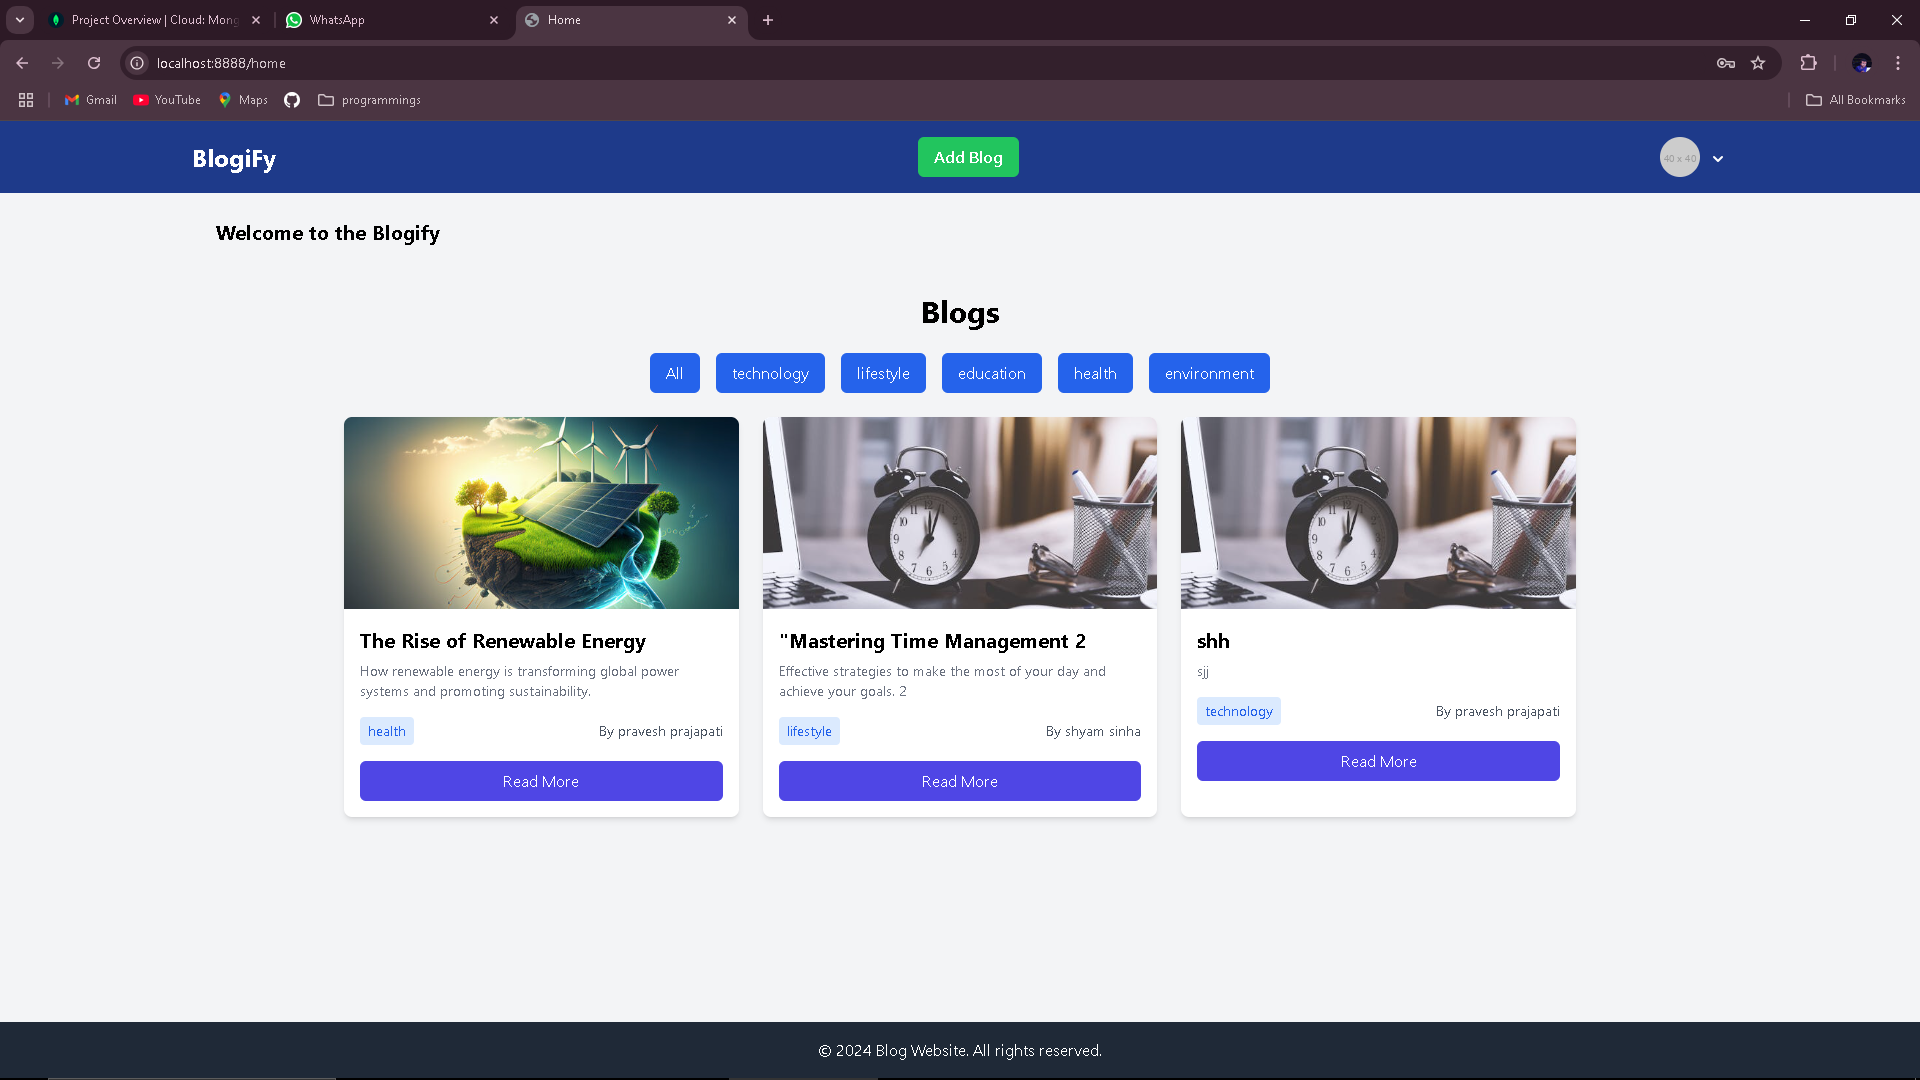 Project Overview | Cloud: Mong
WhatsApp
Home
localhost:8888/home
Gmail
YouTube
Maps
programmings
All Bookmarks
BlogiFy
Add Blog
40 x 40
Welcome to the Blogify
Blogs
All
technology
lifestyle
education
health
environment
The Rise of Renewable Energy
How renewable energy is transforming global power
systems and promoting sustainability.
health
By pravesh prajapati
Read More
"Mastering Time Management 2
Effective strategies to make the most of your day and
achieve your goals. 2
lifestyle
By shyam sinha
Read More
shh
sjj
technology
By pravesh prajapati
Read More
© 2024 Blog Website. All rights reserved.